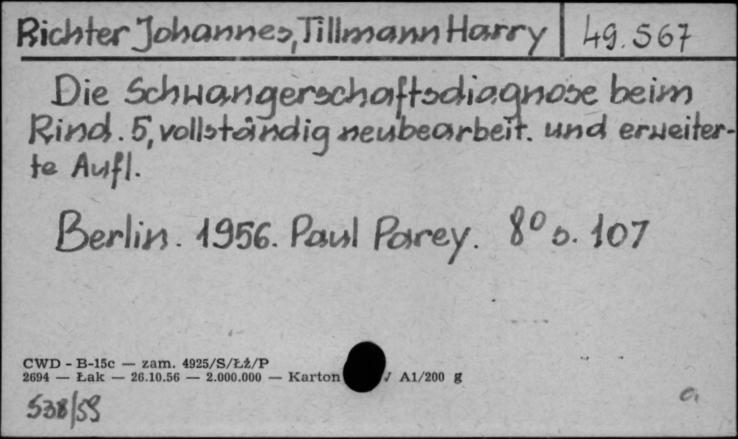 Richter Johannes, Tillmann Harry 49.567
Die Schwangerschaftsdiagnose beim
Rind. 5, vollständig neubearbeit. und erweiter-
te Aufl.
Berlin. 1956. Paul Parey. 8° s. 107
CWD - B-15c — zam. 4925/S/Łż/P
2694 — Łak — 26.10.56 — 2.000.000 — Karton A1/200 g
538/59